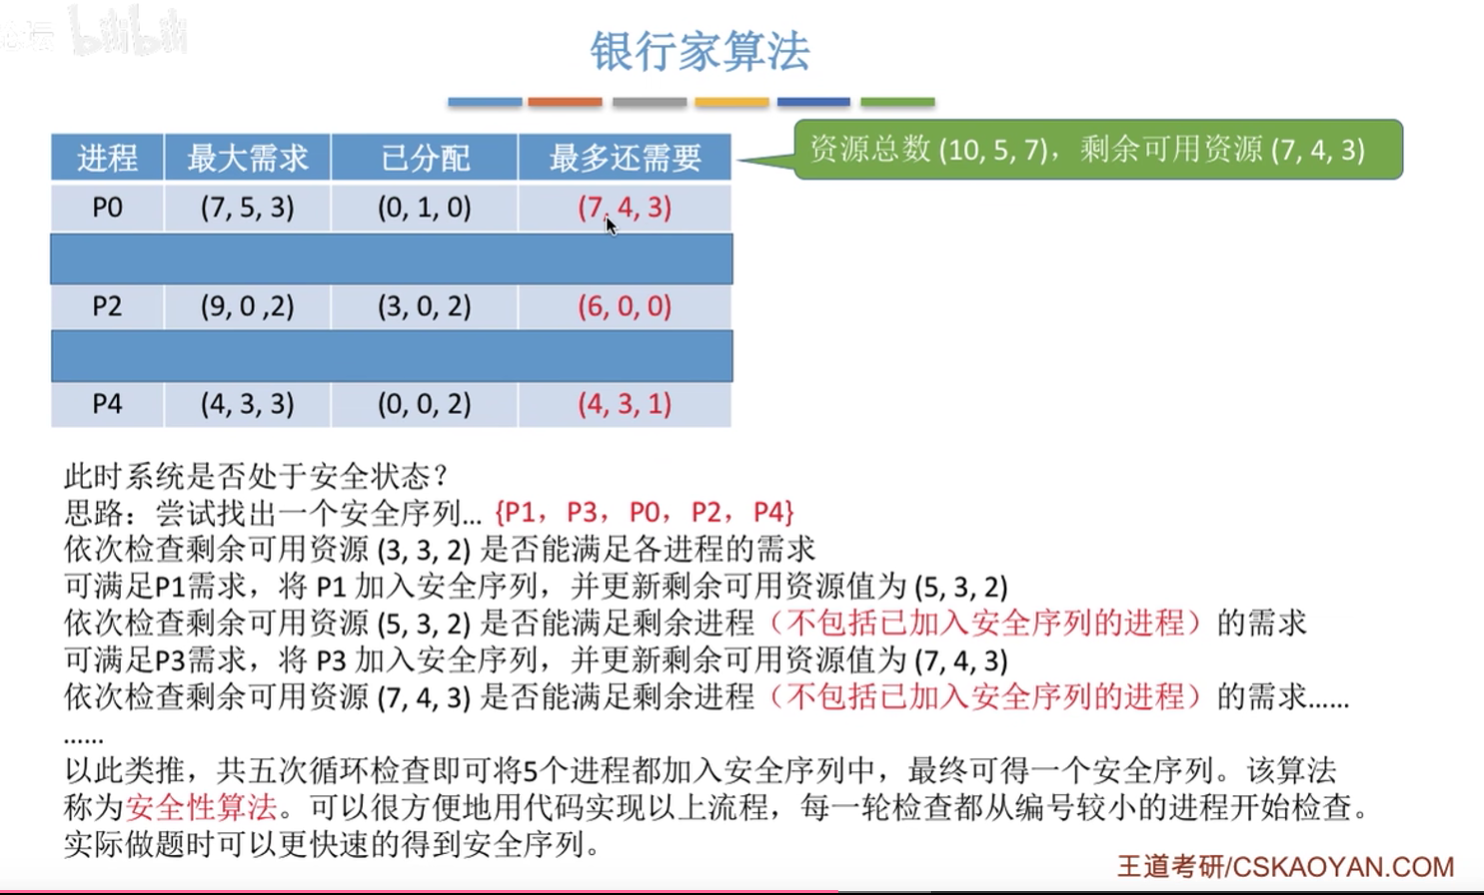 论坛 bilibili
银行家算法
资源总数 (10, 5, 7)，剩余可用资源 (7, 4, 3)
进程 最大需求 已分配 最多还需要
P0 (7, 5, 3) (0, 1, 0) (7, 4, 3)
P2 (9, 0 ,2) (3, 0, 2) (6, 0, 0)
P4 (4, 3, 3) (0, 0, 2) (4, 3, 1)
此时系统是否处于安全状态？
思路：尝试找出一个安全序列... {P1，P3，P0，P2，P4}
依次检查剩余可用资源 (3, 3, 2) 是否能满足各进程的需求
可满足P1需求，将 P1 加入安全序列，并更新剩余可用资源值为 (5, 3, 2)
依次检查剩余可用资源 (5, 3, 2) 是否能满足剩余进程（不包括已加入安全序列的进程）的需求
可满足P3需求，将 P3 加入安全序列，并更新剩余可用资源值为 (7, 4, 3)
依次检查剩余可用资源 (7, 4, 3) 是否能满足剩余进程（不包括已加入安全序列的进程）的需求......
......
以此类推，共五次循环检查即可将5个进程都加入安全序列中，最终可得一个安全序列。该算法
称为安全性算法。可以很方便地用代码实现以上流程，每一轮检查都从编号较小的进程开始检查。
实际做题时可以更快速的得到安全序列。
王道考研/CSKAOYAN.COM